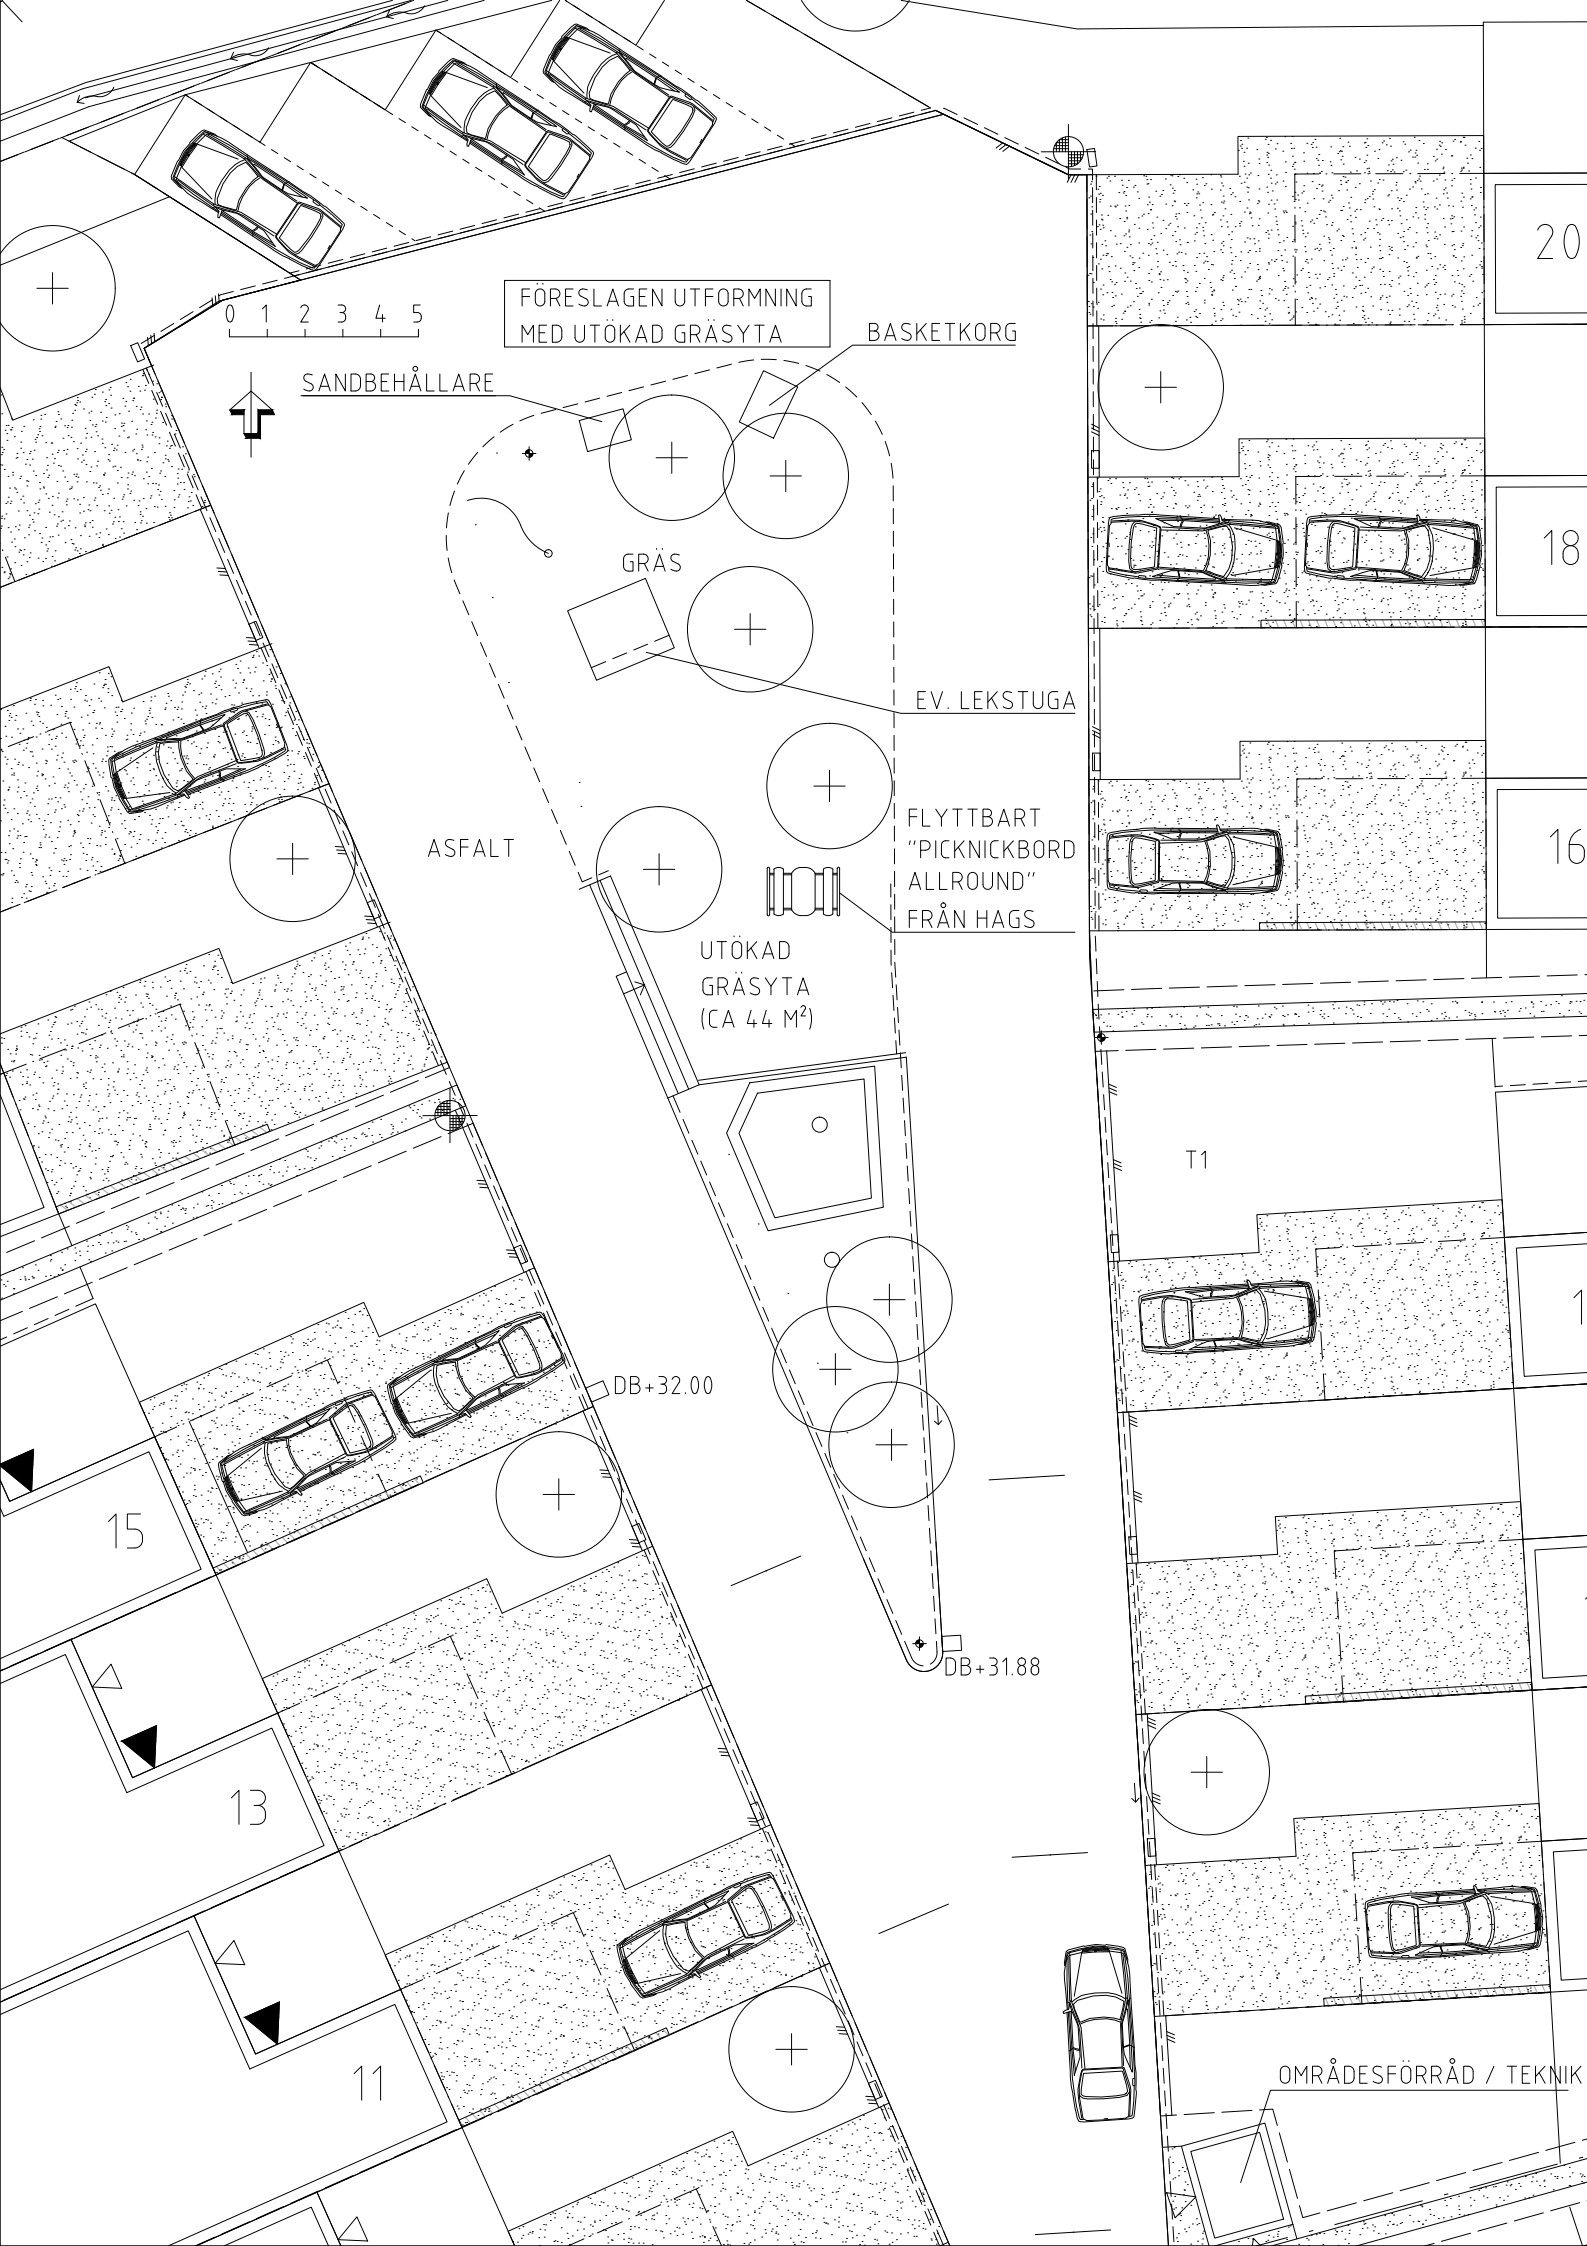 20
FÖRESLAGEN UTFORMNING
MED UTÖKAD GRÄSYTA
0 1 2 3 4 5
BASKETKORG
SANDBEHÅLLARE
18
GRÄS
EV. LEKSTUGA
FLYTTBART
"PICKNICKBORD
ALLROUND"
FRÅN HAGS
ASFALT
16
UTÖKAD
GRÄSYTA
(CA 44 M²)
T1
1
DB+32.00
15
DB+31.88
13
11
OMRÅDESFÖRRÅD / TEKNIK